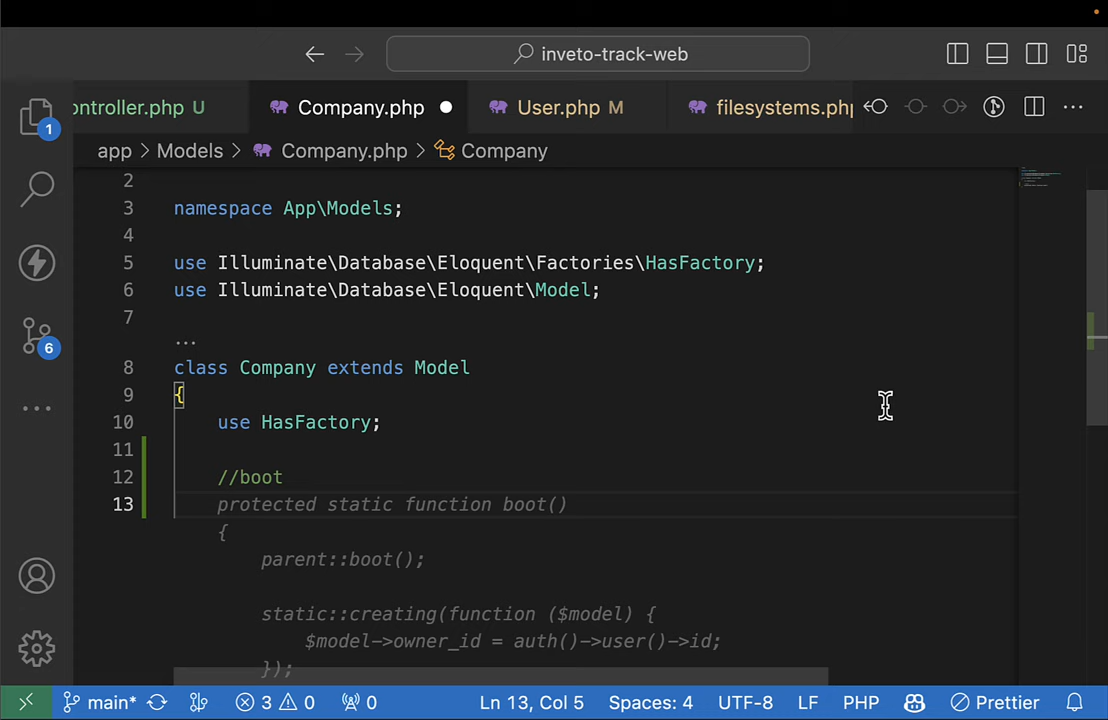 inveto-track-web
ontroller.php U
Company.php
User.php M
filesystems.php
1
app > Models > Company.php > Company
2
3 namespace App\Models;
4
5 use Illuminate\Database\Eloquent\Factories\HasFactory;
6 use Illuminate\Database\Eloquent\Model;
7
...
8 class Company extends Model
9 {
10 use HasFactory;
11
12 //boot
13 protected static function boot()
{
parent::boot();
static::creating(function ($model) {
$model->owner_id = auth()->user()->id;
});
6
main*
3
0
0
Ln 13, Col 5
Spaces: 4
UTF-8
LF
PHP
Prettier